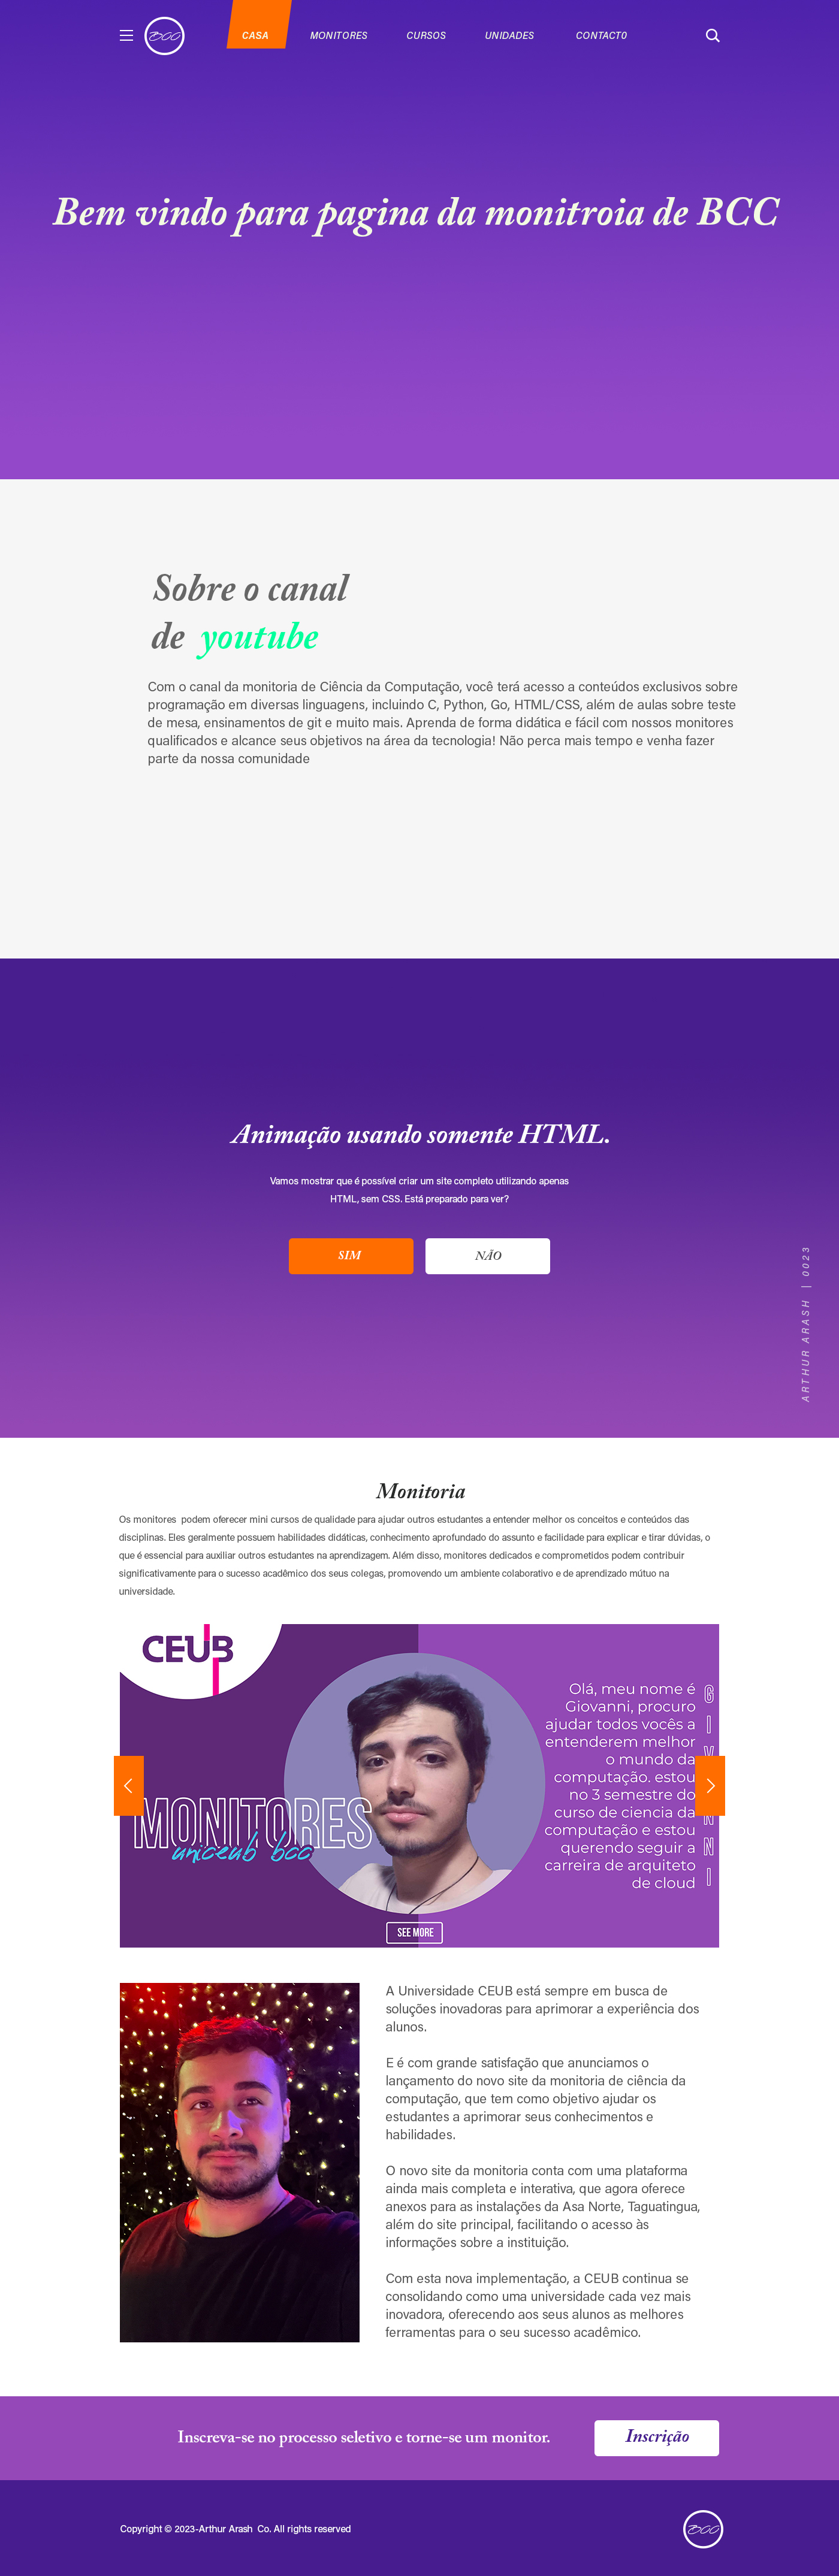 BCC
CASA
MONITORES
CURSOS
UNIDADES
CONTACT0
Bem vindo para pagina da monitroia de BCC
Sobre o canal
de youtube
Com o canal da monitoria de Ciência da Computação, você terá acesso a conteúdos exclusivos sobre
programação em diversas linguagens, incluindo C, Python, Go, HTML/CSS, além de aulas sobre teste
de mesa, ensinamentos de git e muito mais. Aprenda de forma didática e fácil com nossos monitores
qualificados e alcance seus objetivos na área da tecnologia! Não perca mais tempo e venha fazer
parte da nossa comunidade
Animação usando somente HTML.
Vamos mostrar que é possível criar um site completo utilizando apenas
HTML, sem CSS. Está preparado para ver?
SIM
NÃO
ARTHUR ARASH | 0023
Monitoria
Os monitores podem oferecer mini cursos de qualidade para ajudar outros estudantes a entender melhor os conceitos e conteúdos das
disciplinas. Eles geralmente possuem habilidades didáticas, conhecimento aprofundado do assunto e facilidade para explicar e tirar dúvidas, o
que é essencial para auxiliar outros estudantes na aprendizagem. Além disso, monitores dedicados e comprometidos podem contribuir
significativamente para o sucesso acadêmico dos seus colegas, promovendo um ambiente colaborativo e de aprendizado mútuo na
universidade.
CEUB
MONITORES
uniceub bcc
Olá, meu nome é
Giovanni, procuro
ajudar todos vocês a
entenderem melhor
o mundo da
computação. estou
no 3 semestre do
curso de ciencia da
computação e estou
querendo seguir a
carreira de arquiteto
de cloud
SEE MORE
A Universidade CEUB está sempre em busca de
soluções inovadoras para aprimorar a experiência dos
alunos.
E é com grande satisfação que anunciamos o
lançamento do novo site da monitoria de ciência da
computação, que tem como objetivo ajudar os
estudantes a aprimorar seus conhecimentos e
habilidades.
O novo site da monitoria conta com uma plataforma
ainda mais completa e interativa, que agora oferece
anexos para as instalações da Asa Norte, Taguatingua,
além do site principal, facilitando o acesso às
informações sobre a instituição.
Com esta nova implementação, a CEUB continua se
consolidando como uma universidade cada vez mais
inovadora, oferecendo aos seus alunos as melhores
ferramentas para o seu sucesso acadêmico.
Inscreva-se no processo seletivo e torne-se um monitor.
Inscrição
Copyright © 2023-Arthur Arash Co. All rights reserved
BCC